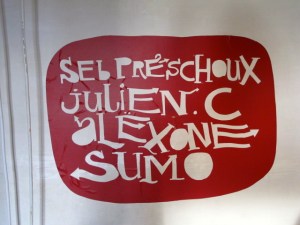 SEb PRÉSCHOUX
JULiEN.C
aLEXONE
SUMO